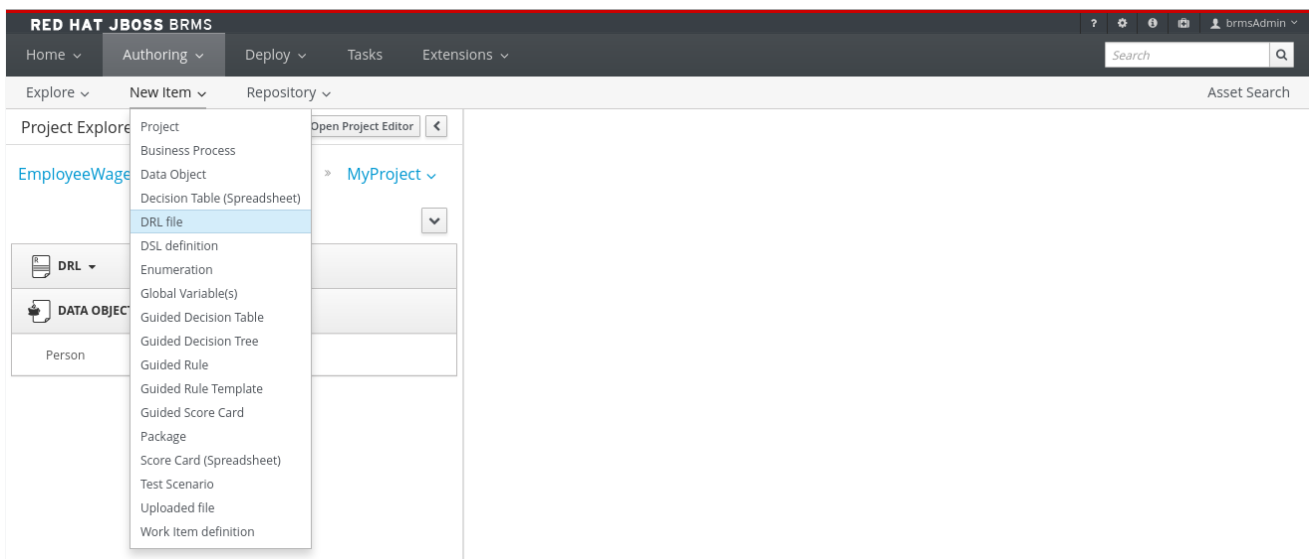 RED HAT JBOSS BRMS
? brmsAdmin
Home Authoring Deploy Tasks Extensions Search
Explore New Item Repository Asset Search
Project Explore Open Project Editor
EmployeeWage » MyProject
Project
Business Process
Data Object
Decision Table (Spreadsheet)
DRL file
DSL definition
Enumeration
Global Variable(s)
Guided Decision Table
Guided Decision Tree
Guided Rule
Guided Rule Template
Guided Score Card
Package
Score Card (Spreadsheet)
Test Scenario
Uploaded file
Work Item definition
DRL
DATA OBJEC
Person